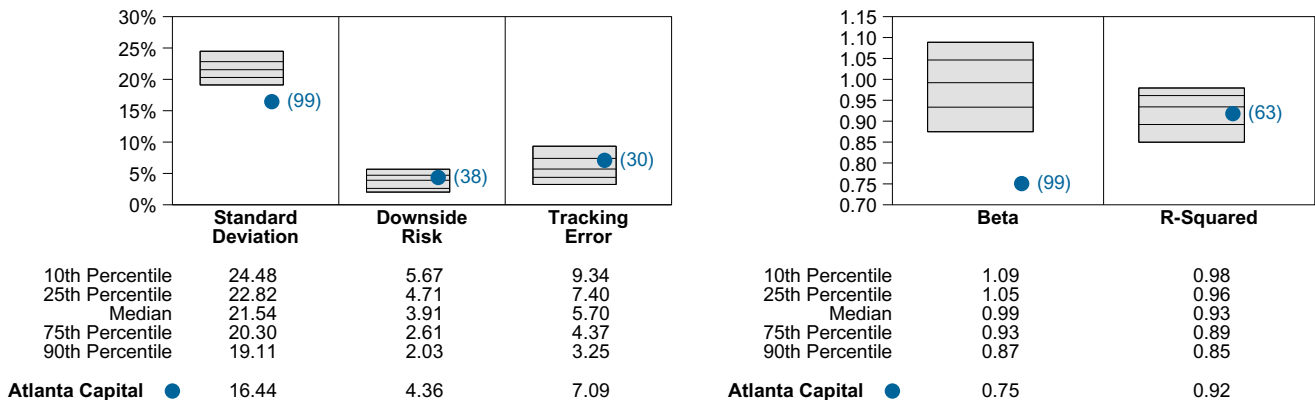 30%
25%
20%
15%
10%
5%
0%
(99)
(38)
(30)
Standard
Deviation
Downside
Risk
Tracking
Error
10th Percentile 24.48 5.67 9.34
25th Percentile 22.82 4.71 7.40
Median 21.54 3.91 5.70
75th Percentile 20.30 2.61 4.37
90th Percentile 19.11 2.03 3.25
Atlanta Capital 16.44 4.36 7.09
1.15
1.10
1.05
1.00
0.95
0.90
0.85
0.80
0.75
0.70
(99)
(63)
Beta
R-Squared
10th Percentile 1.09 0.98
25th Percentile 1.05 0.96
Median 0.99 0.93
75th Percentile 0.93 0.89
90th Percentile 0.87 0.85
Atlanta Capital 0.75 0.92